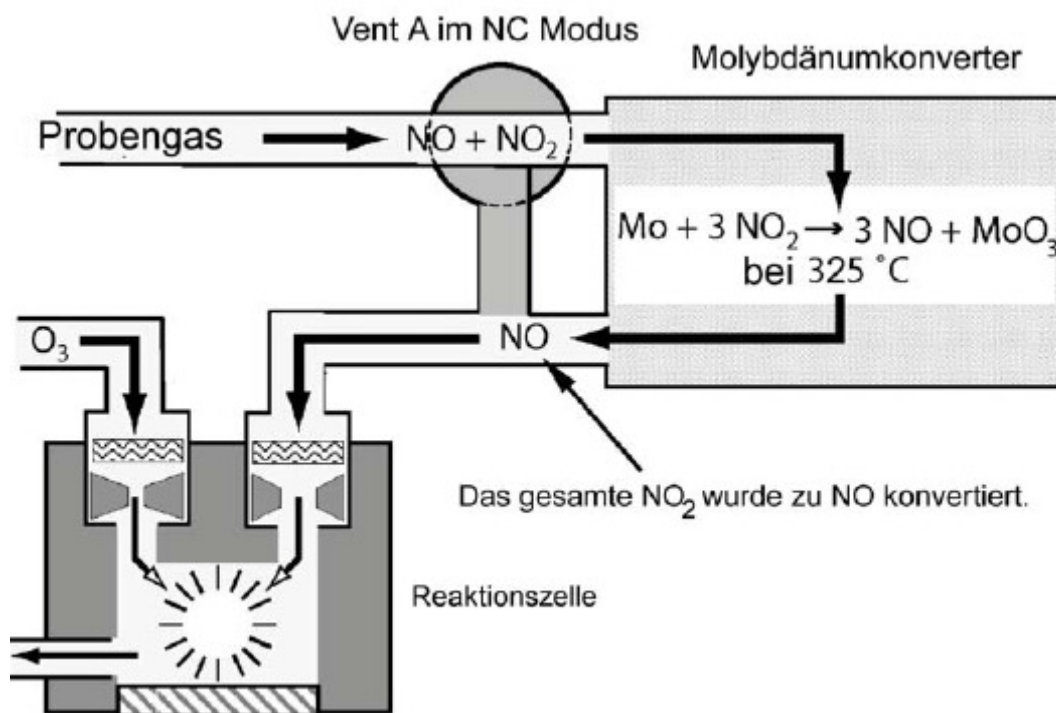 Vent A im NC Modus
Molybdänumkonverter
Probengas
NO + NO₂
Mo + 3 NO₂→ 3 NO + MoO₃
bei 325 °C
O₃
NO
Das gesamte NO₂ wurde zu NO konvertiert.
Reaktionszelle